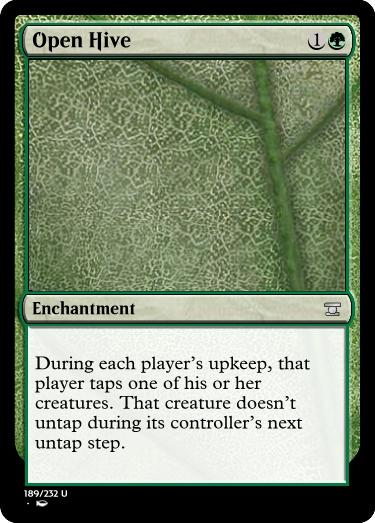 Open Hive 1
Enchantment
During each player's upkeep, that
player taps one of his or her
creatures. That creature doesn't
untap during its controller's next
untap step.
189/232 U